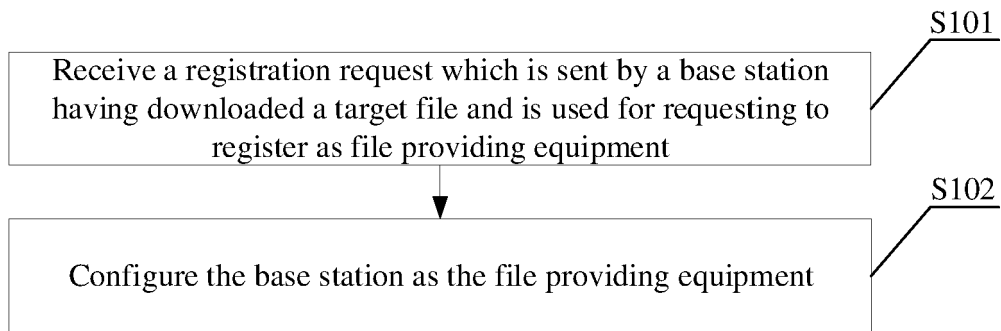 S101
Receive a registration request which is sent by a base station
having downloaded a target file and is used for requesting to
register as file providing equipment
S102
Configure the base station as the file providing equipment